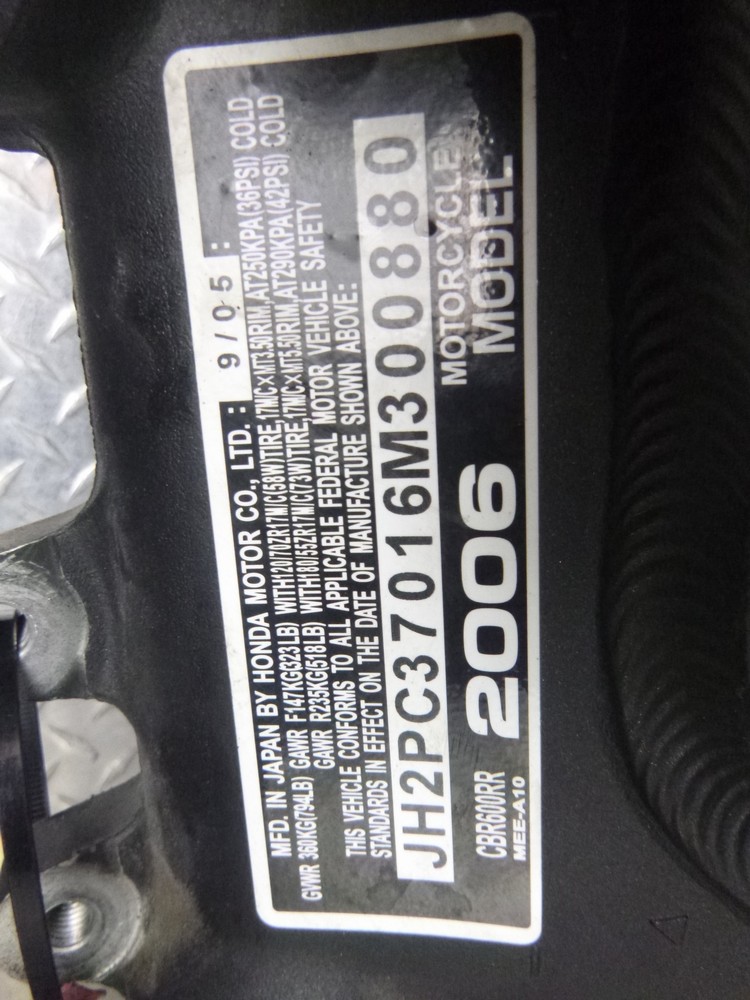 MFD. IN JAPAN BY HONDA MOTOR CO., LTD.: 9/05:
GVWR 360KG(794LB) GAWR F147KG(323LB) WITH120/70ZR17M/C(58W)TIRE,17M/C×MT3.50RIM,AT250KPA(36PSI) COLD
GAWR R235KG(518LB) WITH180/55ZR17M/C(73W)TIRE,17M/C×MT5.50RIM,AT290KPA(42PSI) COLD
THIS VEHICLE CONFORMS TO ALL APPLICABLE FEDERAL MOTOR VEHICLE SAFETY
STANDARDS IN EFFECT ON THE DATE OF MANUFACTURE SHOWN ABOVE:
JH2PC37016M300880
MOTORCYCLE
CBR600RR 2006 MODEL
MEE-A10